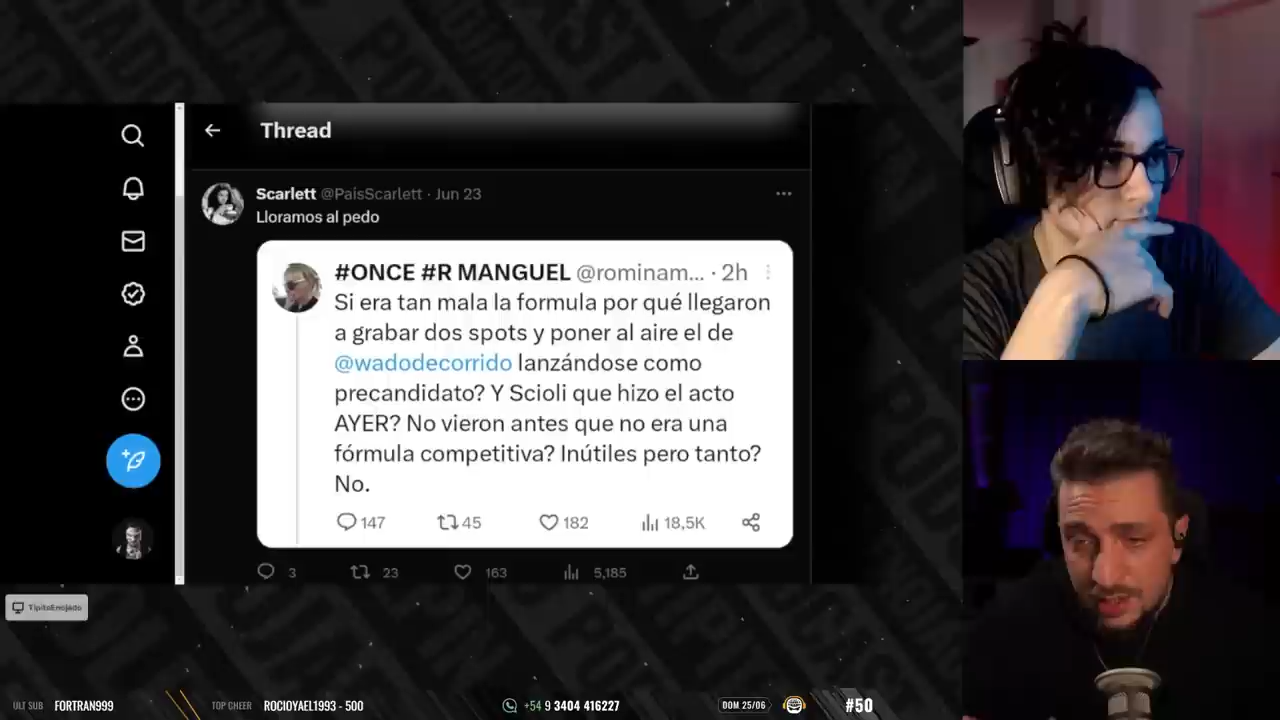 Thread
Scarlett @PaisScarlett · Jun 23
Lloramos al pedo
#ONCE #R MANGUEL @rominam... · 2h
Si era tan mala la formula por qué llegaron
a grabar dos spots y poner al aire el de
@wadodecorrido lanzándose como
precandidato? Y Scioli que hizo el acto
AYER? No vieron antes que no era una
fórmula competitiva? Inútiles pero tanto?
No.
147 45 182 18,5K
3 23 163 5,185
TipitoEnojado
ULT SUB FORTRAN999 TOP CHEER ROCIOYAEL1993 - 500 +54 9 3404 416227 DOM 25/06 #50